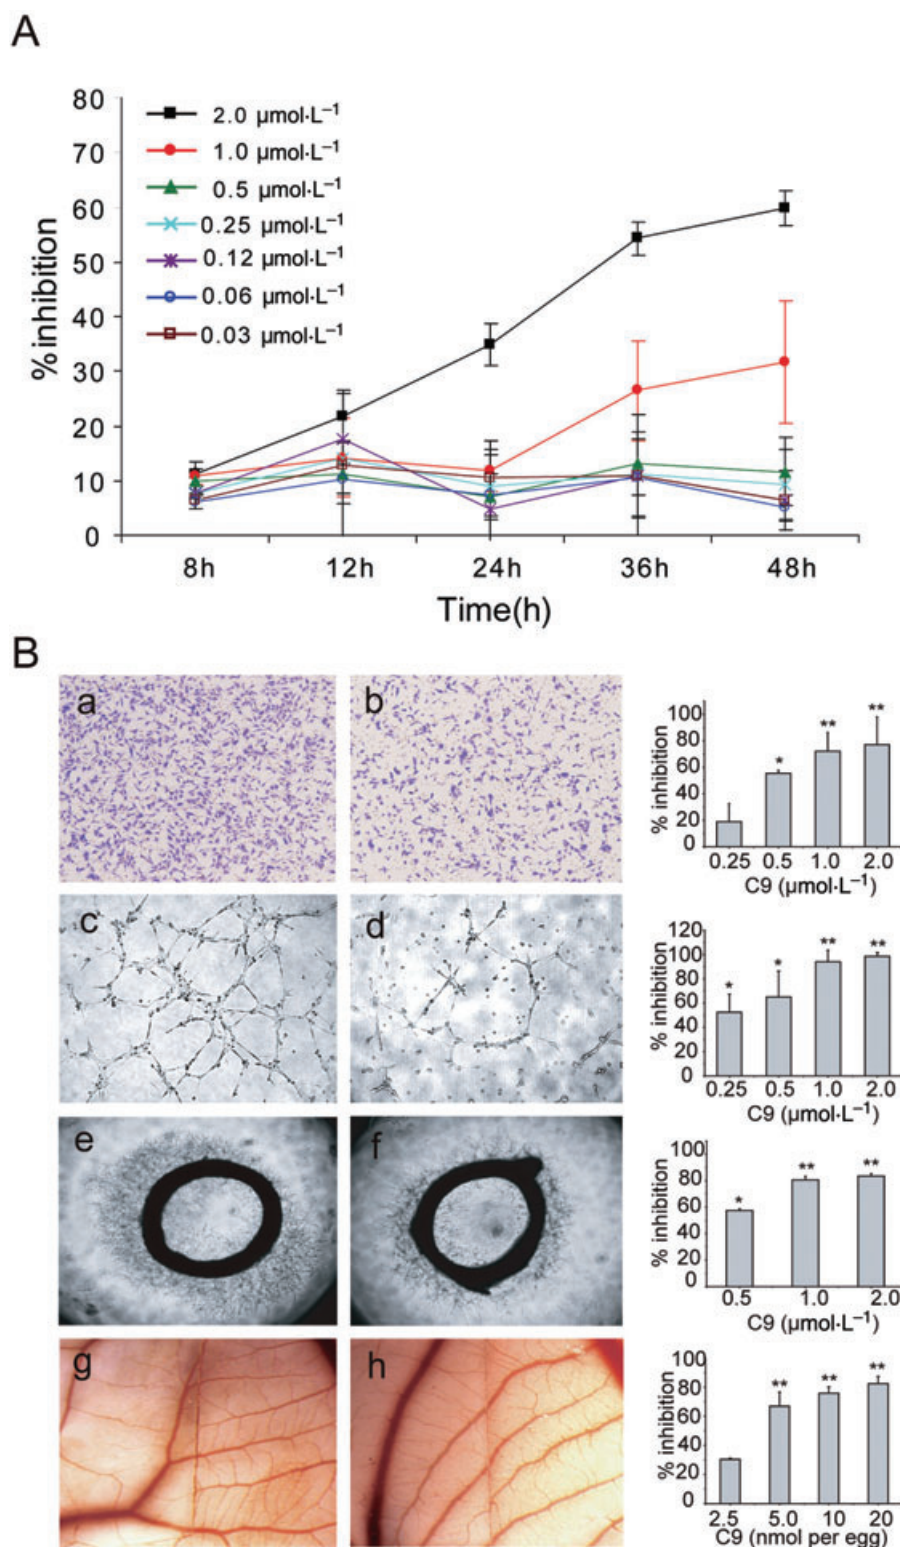 A
80
70
60
50
40
30
20
10
0
% inhibition
2.0 µmol·L⁻¹
1.0 µmol·L⁻¹
0.5 µmol·L⁻¹
0.25 µmol·L⁻¹
0.12 µmol·L⁻¹
0.06 µmol·L⁻¹
0.03 µmol·L⁻¹
8h 12h 24h 36h 48h
Time(h)
B
a b
% inhibition
100
80
60
40
20
0
* ** **
0.25 0.5 1.0 2.0
C9 (µmol·L⁻¹)
c d
% inhibition
120
100
80
60
40
20
0
* * ** **
0.25 0.5 1.0 2.0
C9 (µmol·L⁻¹)
e f
% inhibition
100
80
60
40
20
0
* ** **
0.5 1.0 2.0
C9 (µmol·L⁻¹)
g h
% inhibition
100
80
60
40
20
0
** ** **
2.5 5.0 10 20
C9 (nmol per egg)